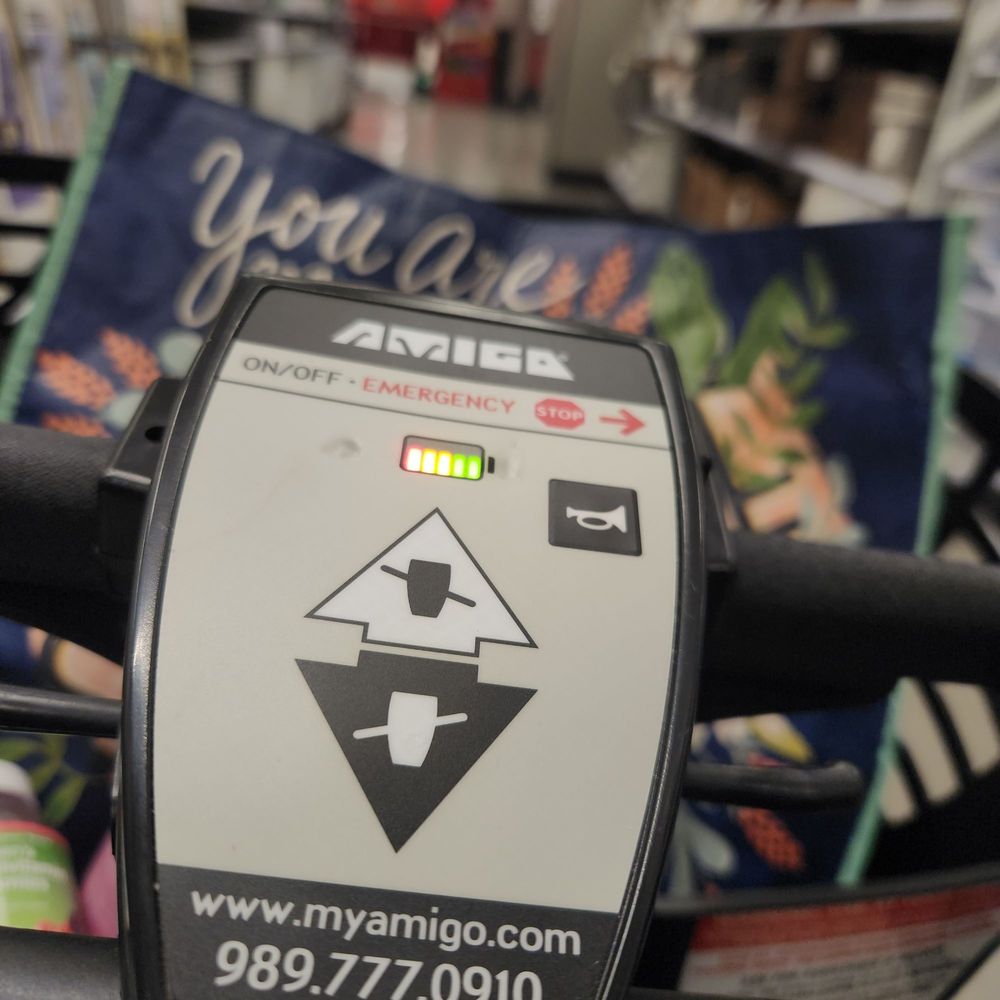 You are
AMIGO
ON/OFF · EMERGENCY STOP
www.myamigo.com
989.777.0910